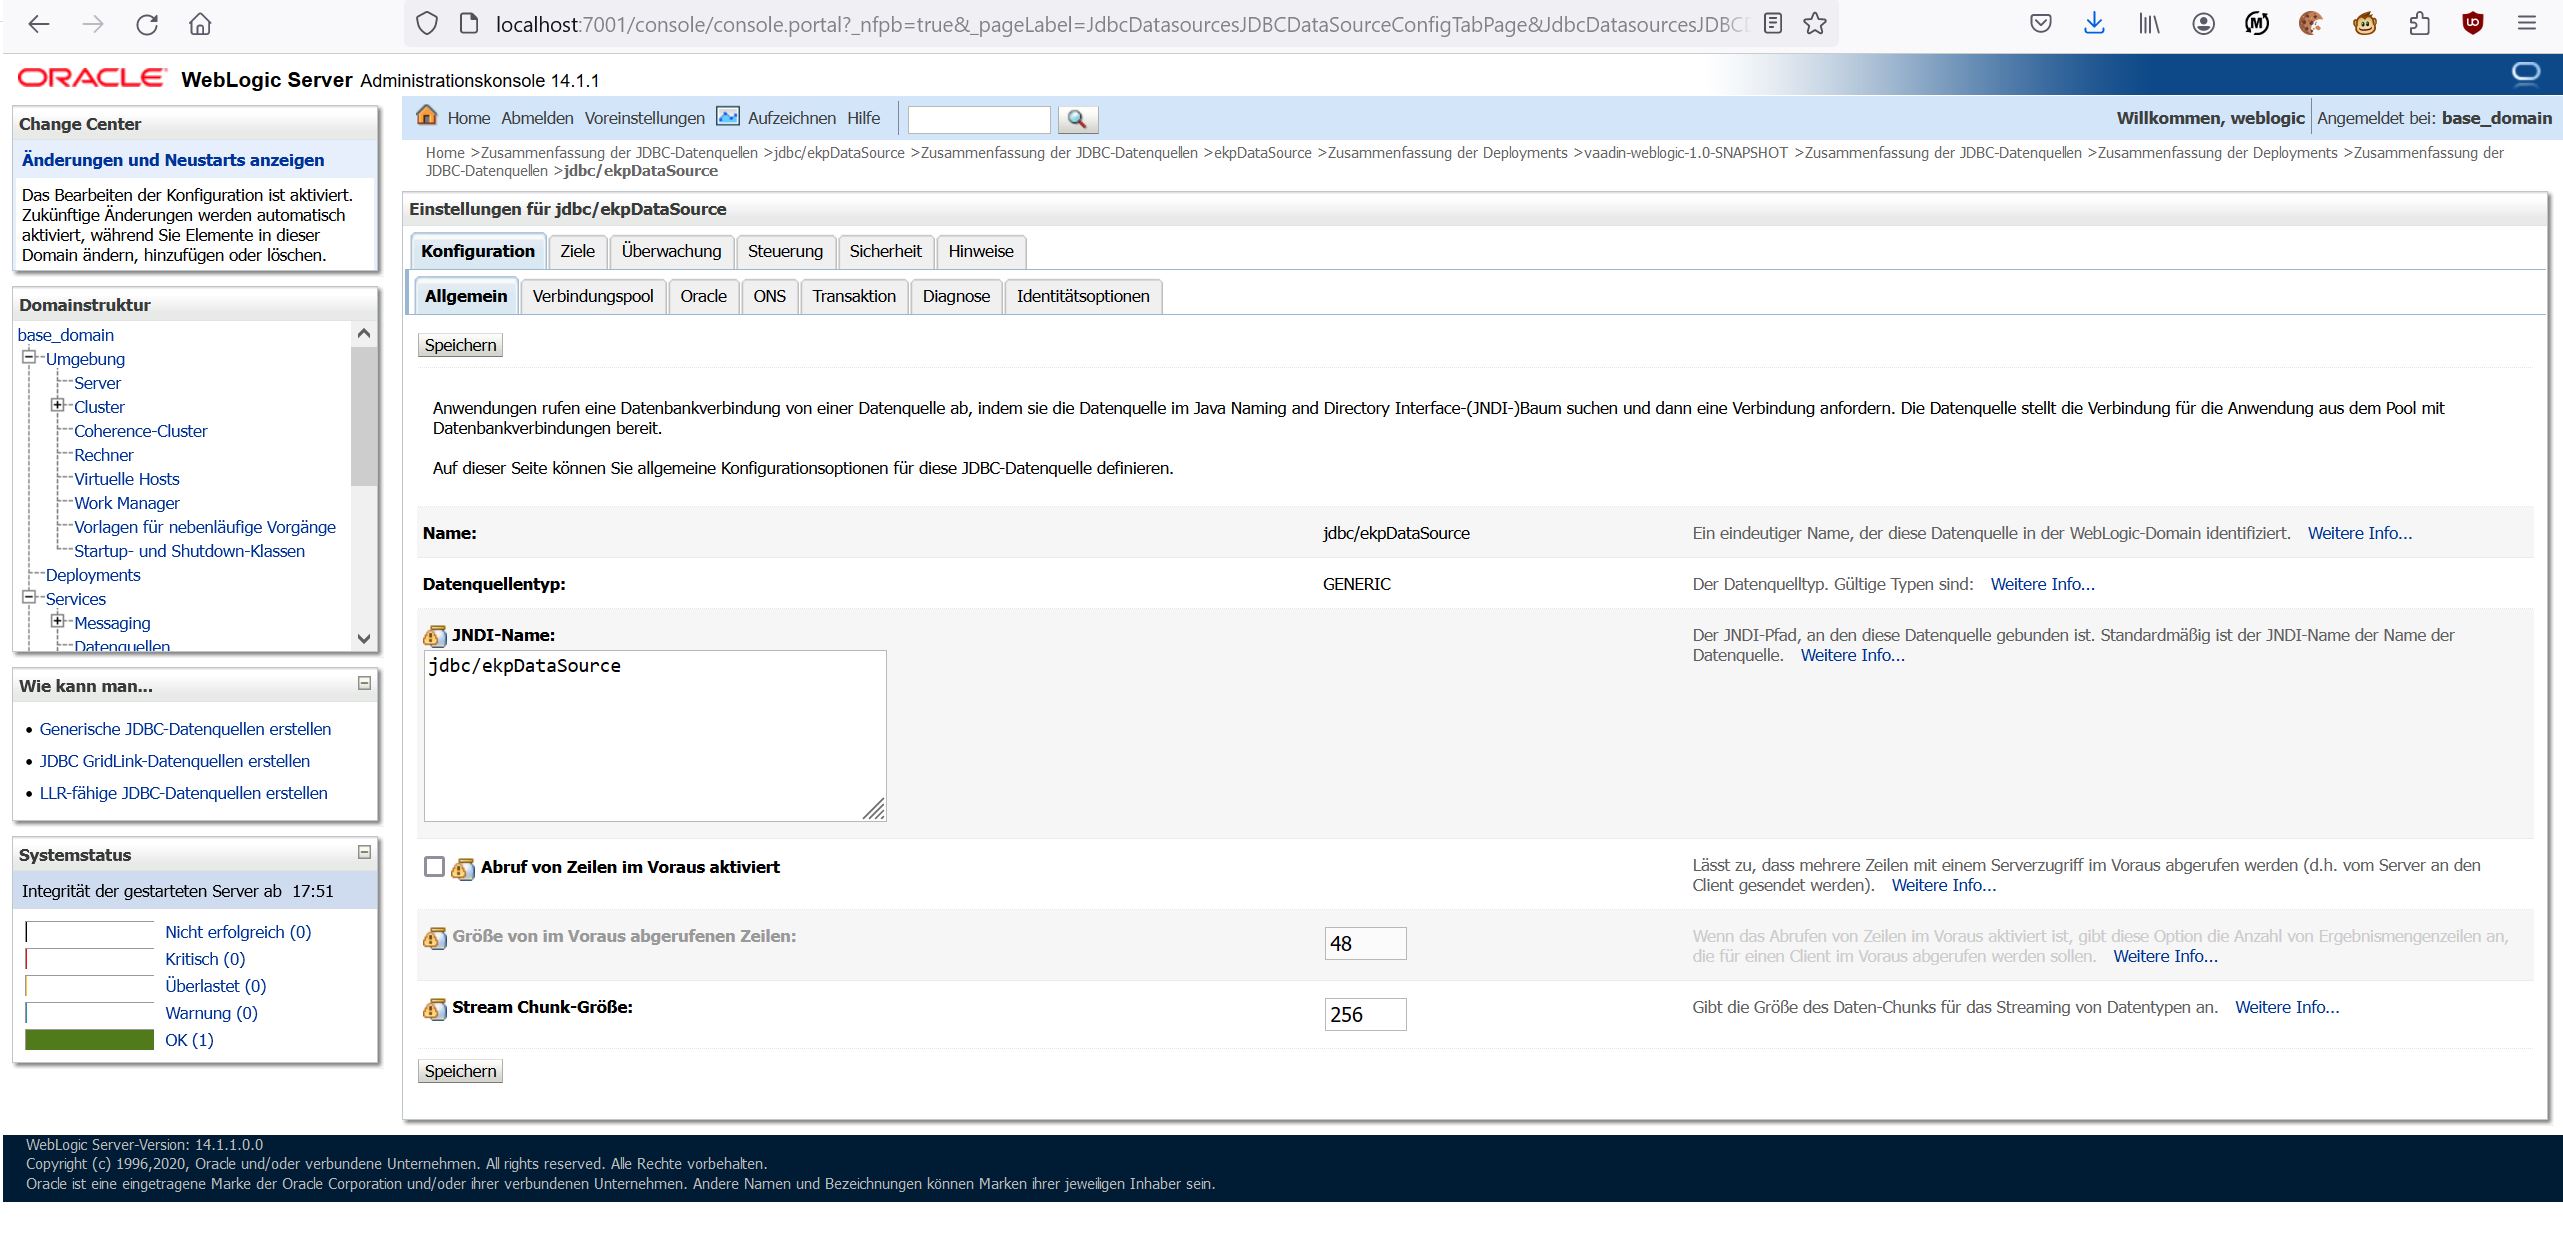 localhost:7001/console/console.portal?_nfpb=true&_pageLabel=JdbcDatasourcesJDBCDataSourceConfigTabPage&JdbcDatasourcesJDBC
ORACLE WebLogic Server Administrationskonsole 14.1.1
Change Center
Änderungen und Neustarts anzeigen
Das Bearbeiten der Konfiguration ist aktiviert.
Zukünftige Änderungen werden automatisch
aktiviert, während Sie Elemente in dieser
Domain ändern, hinzufügen oder löschen.
Domainstruktur
base_domain
Umgebung
Server
Cluster
Coherence-Cluster
Rechner
Virtuelle Hosts
Work Manager
Vorlagen für nebenläufige Vorgänge
Startup- und Shutdown-Klassen
Deployments
Services
Messaging
Datenquellen
Wie kann man...
Generische JDBC-Datenquellen erstellen
JDBC GridLink-Datenquellen erstellen
LLR-fähige JDBC-Datenquellen erstellen
Systemstatus
Integrität der gestarteten Server ab 17:51
Nicht erfolgreich (0)
Kritisch (0)
Überlastet (0)
Warnung (0)
OK (1)
Home Abmelden Voreinstellungen Aufzeichnen Hilfe
Willkommen, weblogic Angemeldet bei: base_domain
Home >Zusammenfassung der JDBC-Datenquellen >jdbc/ekpDataSource >Zusammenfassung der JDBC-Datenquellen >ekpDataSource >Zusammenfassung der Deployments >vaadin-weblogic-1.0-SNAPSHOT >Zusammenfassung der JDBC-Datenquellen >Zusammenfassung der Deployments >Zusammenfassung der
JDBC-Datenquellen >jdbc/ekpDataSource
Einstellungen für jdbc/ekpDataSource
Konfiguration Ziele Überwachung Steuerung Sicherheit Hinweise
Allgemein Verbindungspool Oracle ONS Transaktion Diagnose Identitätsoptionen
Speichern
Anwendungen rufen eine Datenbankverbindung von einer Datenquelle ab, indem sie die Datenquelle im Java Naming and Directory Interface-(JNDI-)Baum suchen und dann eine Verbindung anfordern. Die Datenquelle stellt die Verbindung für die Anwendung aus dem Pool mit
Datenbankverbindungen bereit.
Auf dieser Seite können Sie allgemeine Konfigurationsoptionen für diese JDBC-Datenquelle definieren.
Name: jdbc/ekpDataSource Ein eindeutiger Name, der diese Datenquelle in der WebLogic-Domain identifiziert. Weitere Info...
Datenquellentyp: GENERIC Der Datenquelltyp. Gültige Typen sind: Weitere Info...
JNDI-Name:
jdbc/ekpDataSource
Der JNDI-Pfad, an den diese Datenquelle gebunden ist. Standardmäßig ist der JNDI-Name der Name der
Datenquelle. Weitere Info...
Abruf von Zeilen im Voraus aktiviert
Lässt zu, dass mehrere Zeilen mit einem Serverzugriff im Voraus abgerufen werden (d.h. vom Server an den
Client gesendet werden). Weitere Info...
Größe von im Voraus abgerufenen Zeilen: 48
Wenn das Abrufen von Zeilen im Voraus aktiviert ist, gibt diese Option die Anzahl von Ergebnismengenzeilen an,
die für einen Client im Voraus abgerufen werden sollen. Weitere Info...
Stream Chunk-Größe: 256 Gibt die Größe des Daten-Chunks für das Streaming von Datentypen an. Weitere Info...
Speichern
WebLogic Server-Version: 14.1.1.0.0
Copyright (c) 1996,2020, Oracle und/oder verbundene Unternehmen. All rights reserved. Alle Rechte vorbehalten.
Oracle ist eine eingetragene Marke der Oracle Corporation und/oder ihrer verbundenen Unternehmen. Andere Namen und Bezeichnungen können Marken ihrer jeweiligen Inhaber sein.